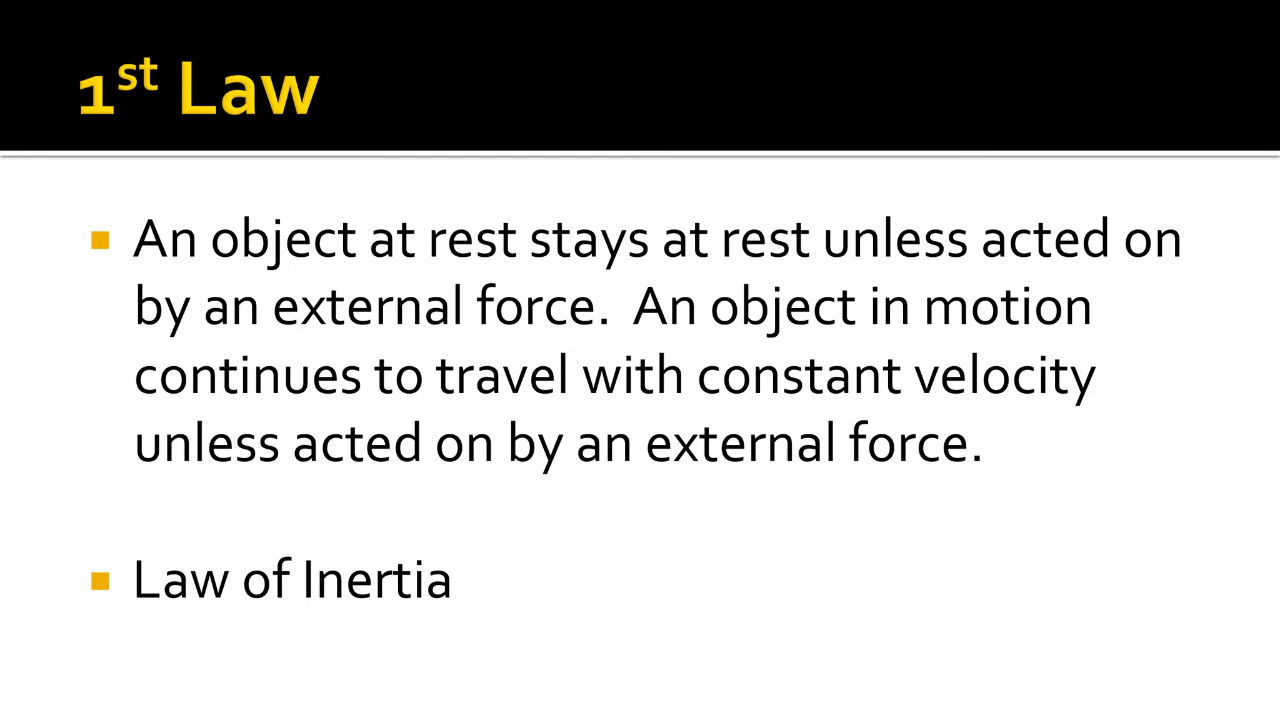 1st Law
An object at rest stays at rest unless acted on
by an external force.  An object in motion
continues to travel with constant velocity
unless acted on by an external force.
Law of Inertia